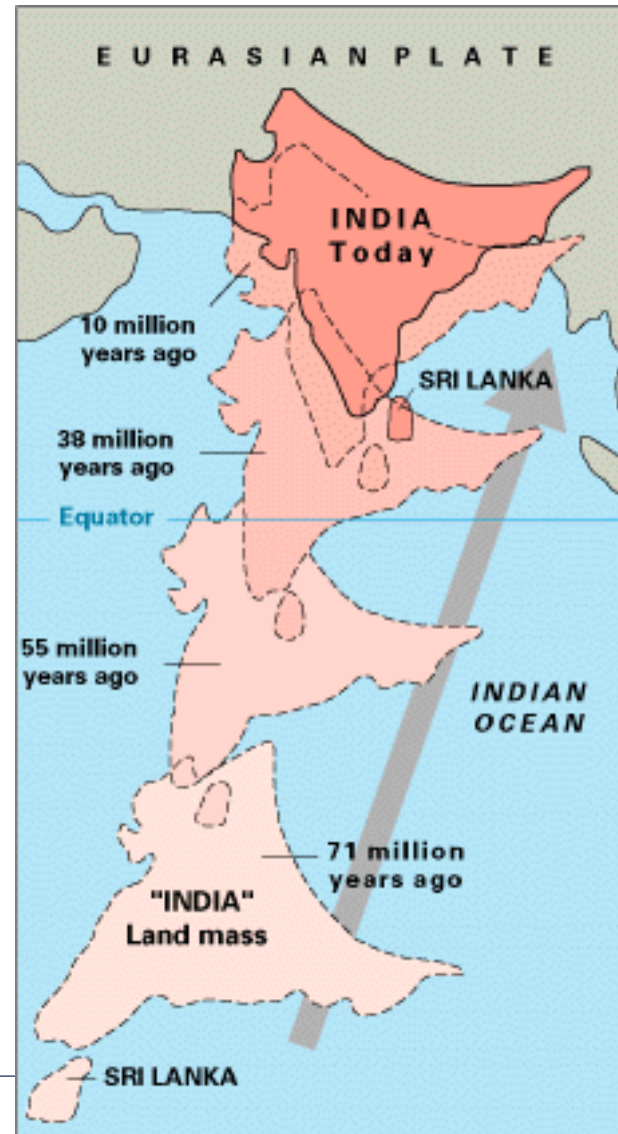 EURASIAN PLATE
INDIA
Today
10 million
years ago
SRI LANKA
38 million
years ago
Equator
55 million
years ago
INDIAN
OCEAN
71 million
years ago
"INDIA"
Land mass
SRI LANKA